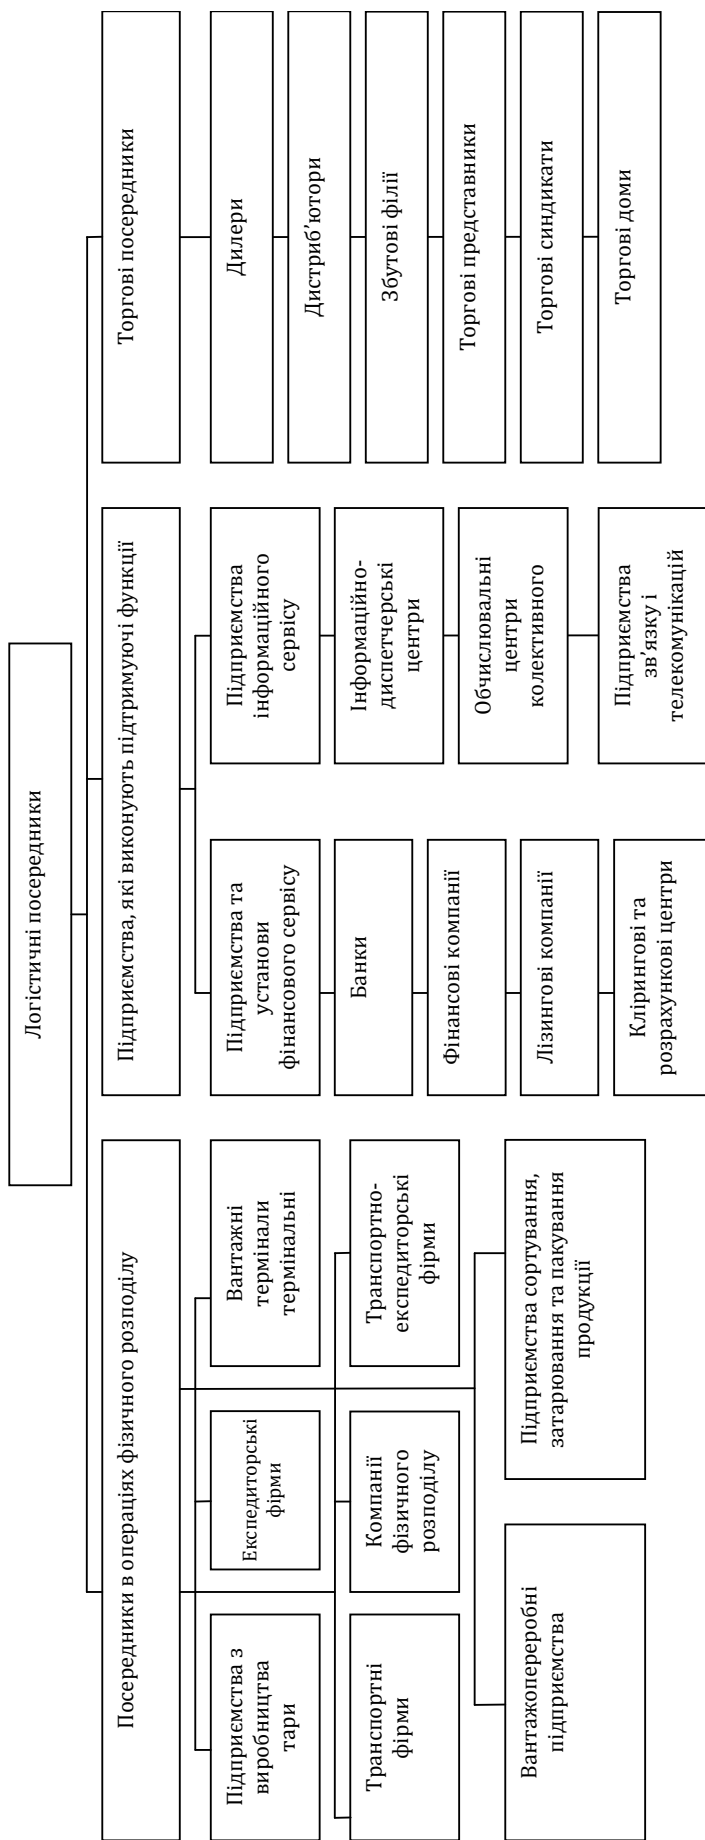 Логістичні посередники
Посередники в операціях фізичного розподілу
Підприємства, які виконують підтримуючі функції
Торгові посередники
Підприємства з
виробництва
тари
Експедиторські
фірми
Вантажні
термінали
термінальні
Транспортні
фірми
Компанії
фізичного
розподілу
Транспортно-
експедиторські
фірми
Вантажопереробні
підприємства
Підприємства сортування,
затарювання та пакування
продукції
Підприємства та
установи
фінансового сервісу
Банки
Фінансові компанії
Лізингові компанії
Клірингові та
розрахункові центри
Підприємства
інформаційного
сервісу
Інформаційно-
диспетчерські
центри
Обчислювальні
центри
колективного
Підприємства
зв’язку і
телекомунікацій
Дилери
Дистриб’ютори
Збутові філії
Торгові представники
Торгові синдикати
Торгові доми